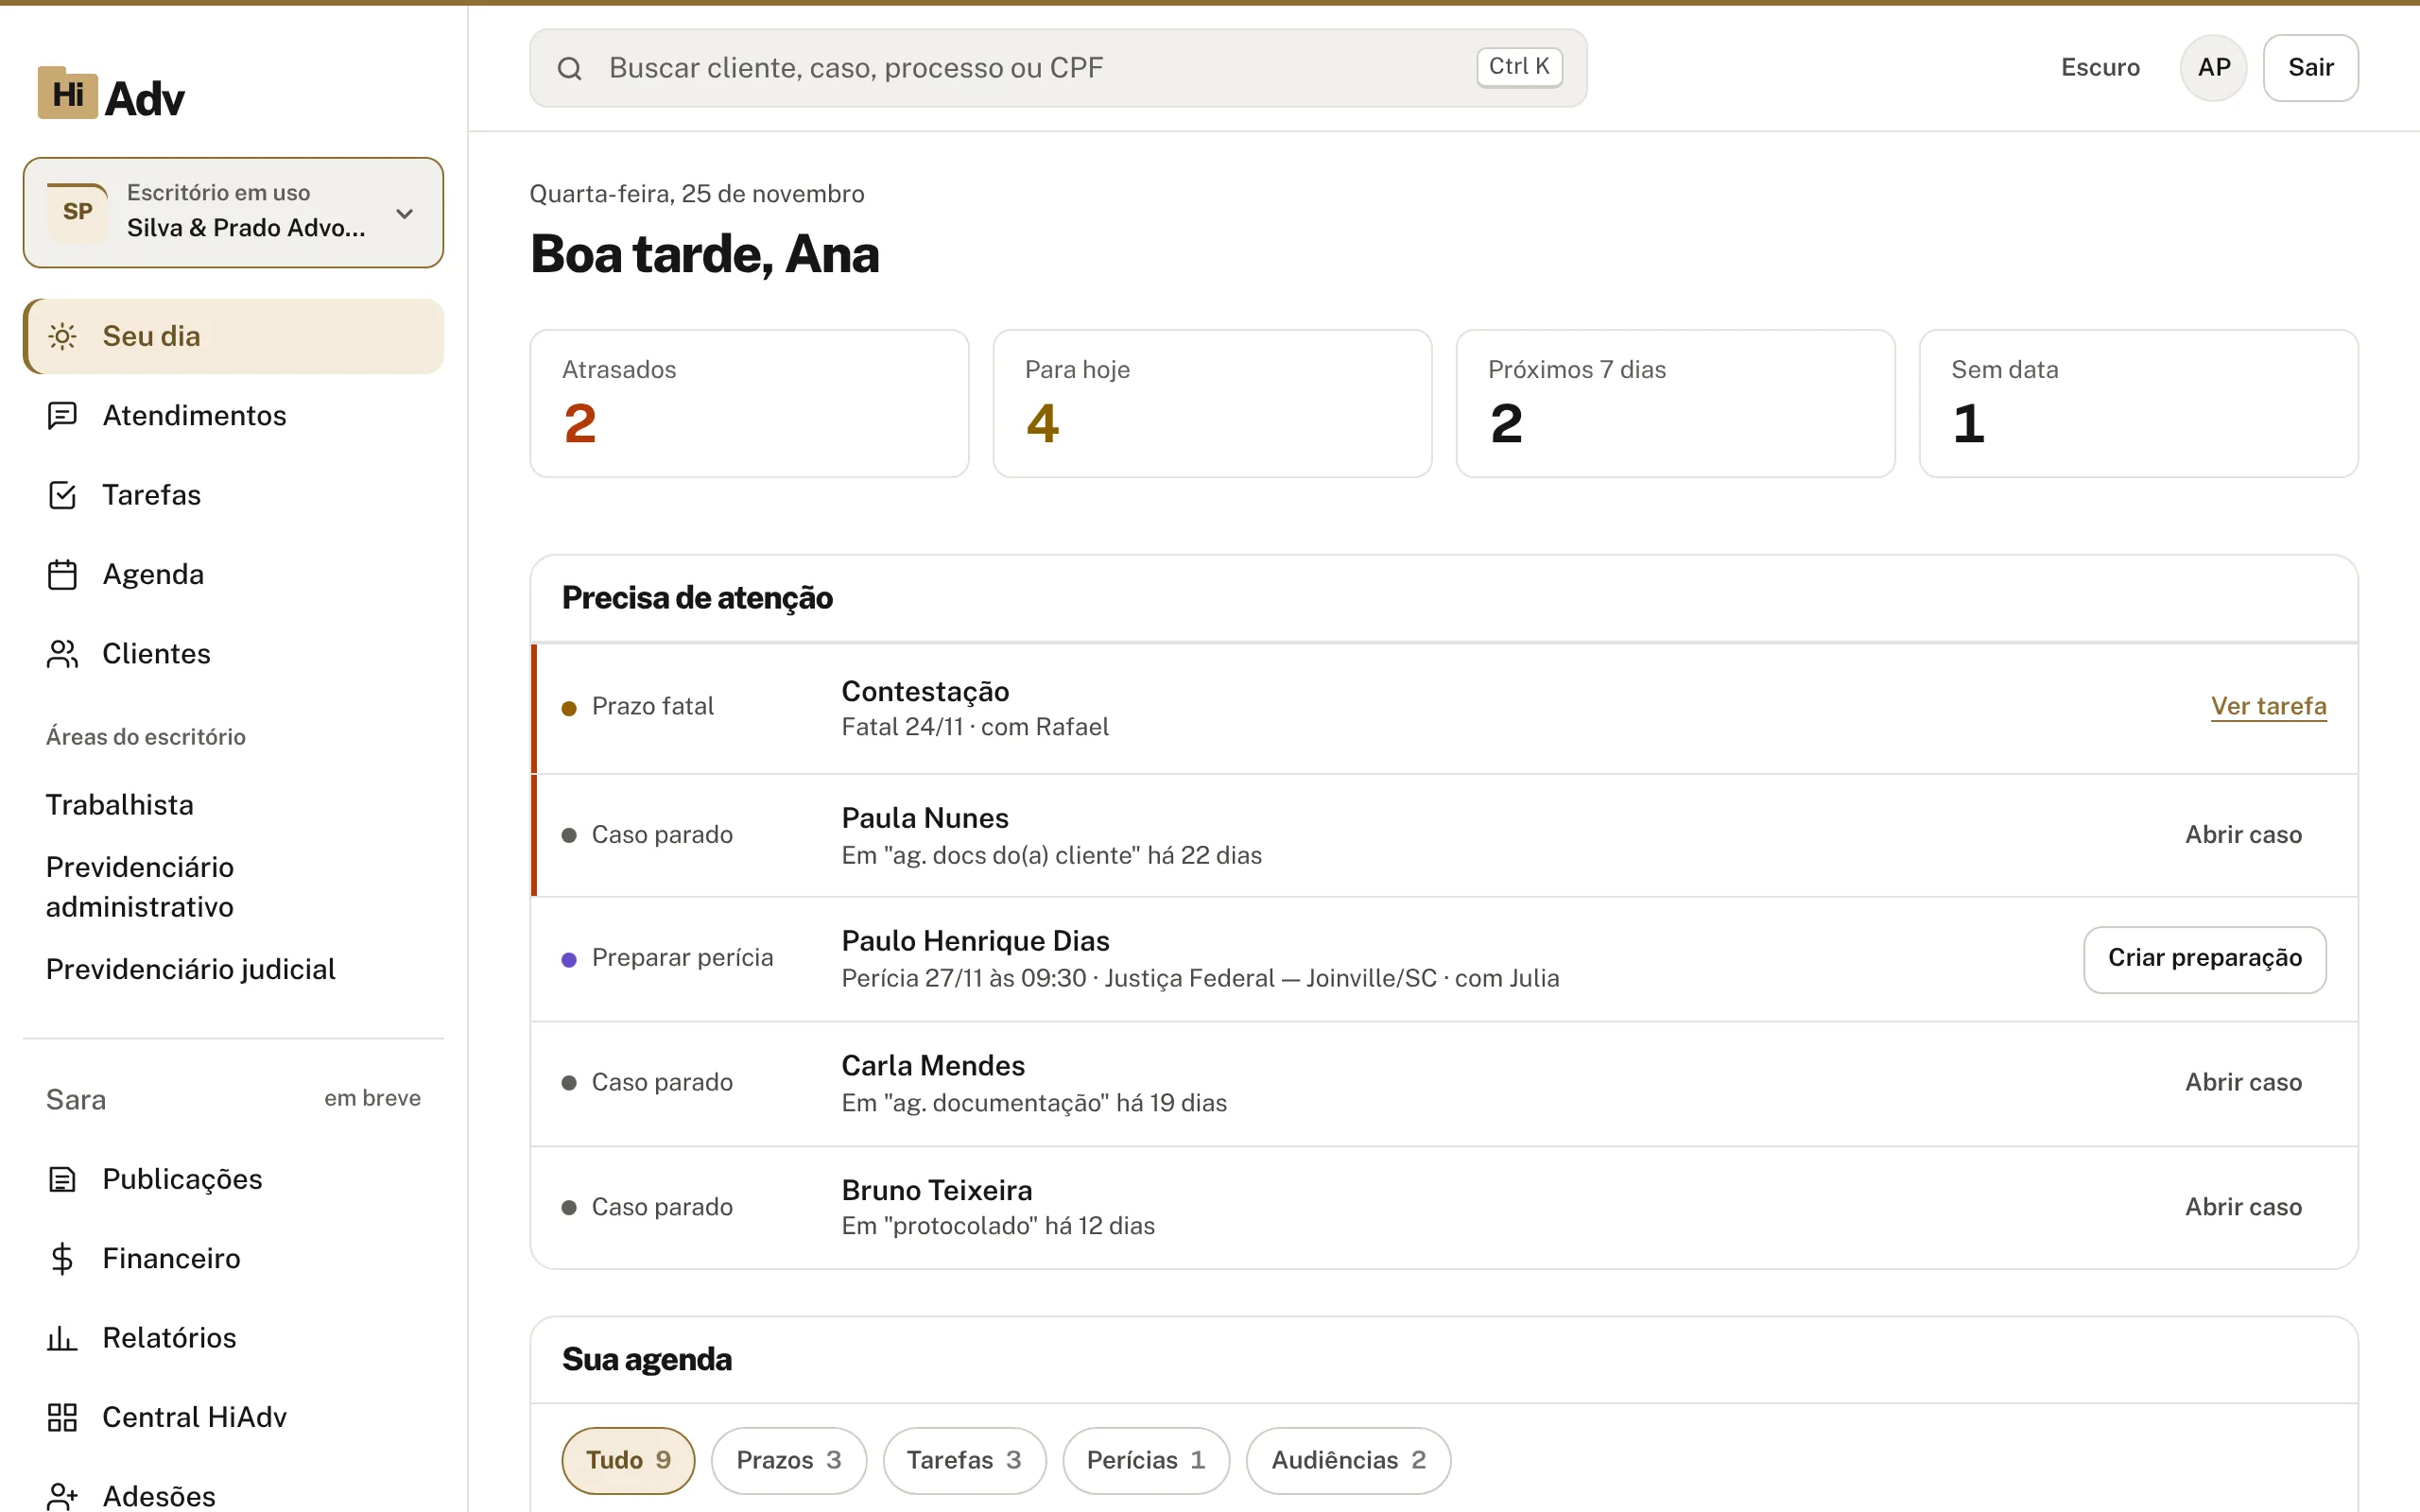 Hi Adv
SP
Escritório em uso
Silva & Prado Advo...
Seu dia
Atendimentos
Tarefas
Agenda
Clientes
Áreas do escritório
Trabalhista
Previdenciário
administrativo
Previdenciário judicial
Sara
em breve
Publicações
Financeiro
Relatórios
Central HiAdv
Adesões
Buscar cliente, caso, processo ou CPF
Ctrl K
Escuro
AP
Sair
Quarta-feira, 25 de novembro
Boa tarde, Ana
Atrasados
2
Para hoje
4
Próximos 7 dias
2
Sem data
1
Precisa de atenção
Prazo fatal
Contestação
Fatal 24/11 · com Rafael
Ver tarefa
Caso parado
Paula Nunes
Em "ag. docs do(a) cliente" há 22 dias
Abrir caso
Preparar perícia
Paulo Henrique Dias
Perícia 27/11 às 09:30 · Justiça Federal — Joinville/SC · com Julia
Criar preparação
Caso parado
Carla Mendes
Em "ag. documentação" há 19 dias
Abrir caso
Caso parado
Bruno Teixeira
Em "protocolado" há 12 dias
Abrir caso
Sua agenda
Tudo 9
Prazos 3
Tarefas 3
Perícias 1
Audiências 2